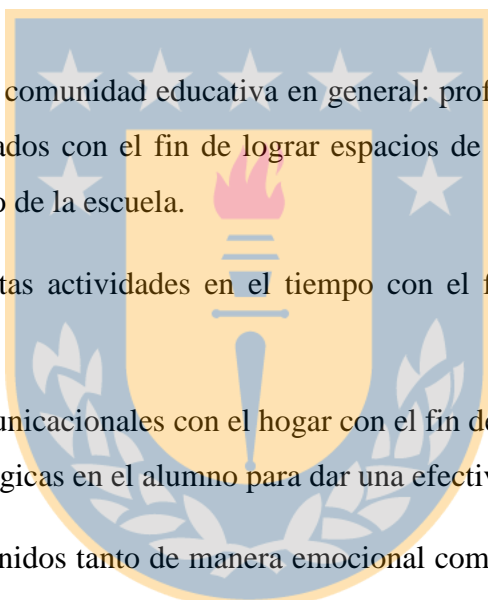 comunidad educativa en general: prof
ados con el fin de lograr espacios de
o de la escuela.
tas actividades en el tiempo con el f
unicacionales con el hogar con el fin de
gicas en el alumno para dar una efectiv
nidos tanto de manera emocional com